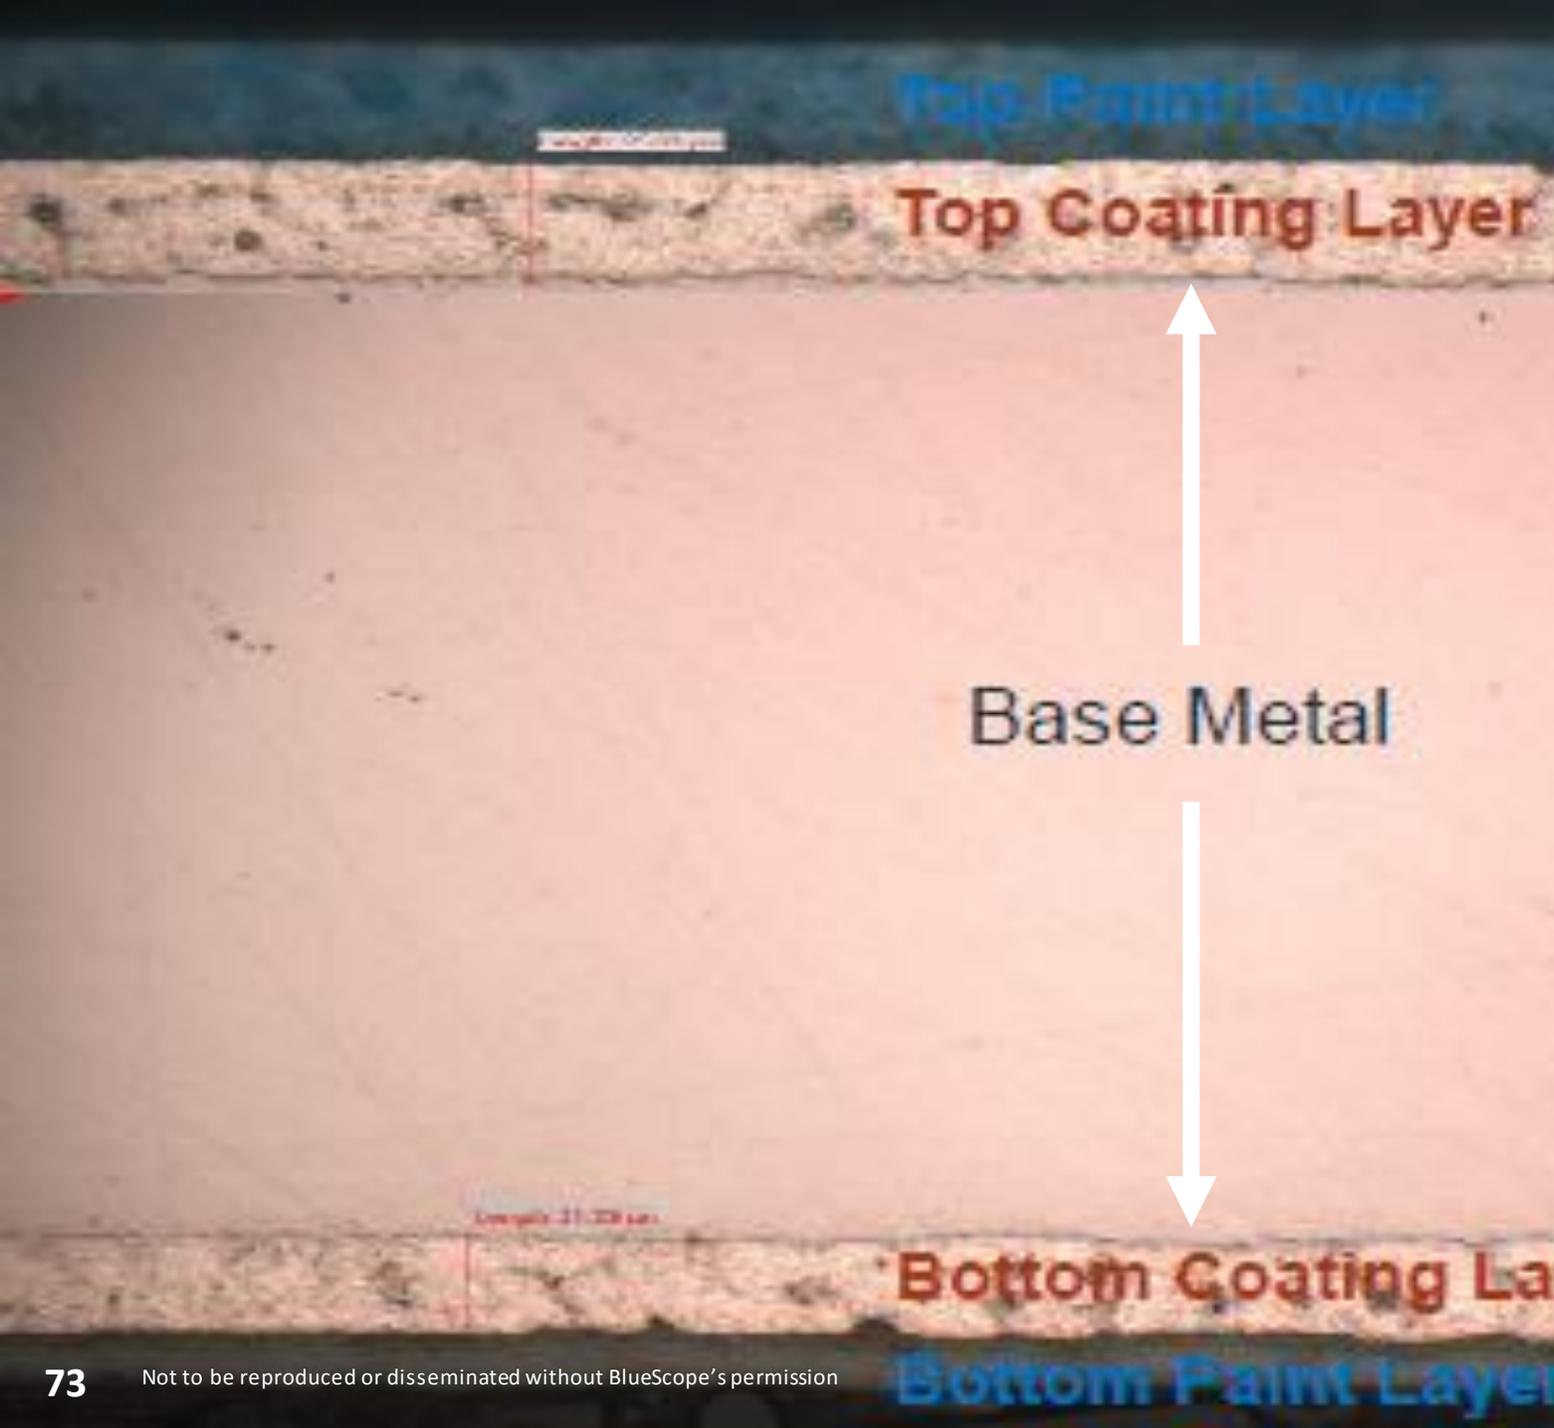 Top Paint Layer
Top Coating Layer
Base Metal
Bottom Coating La
73
Not to be reproduced or disseminated without BlueScope’s permission
Bottom Paint Layer